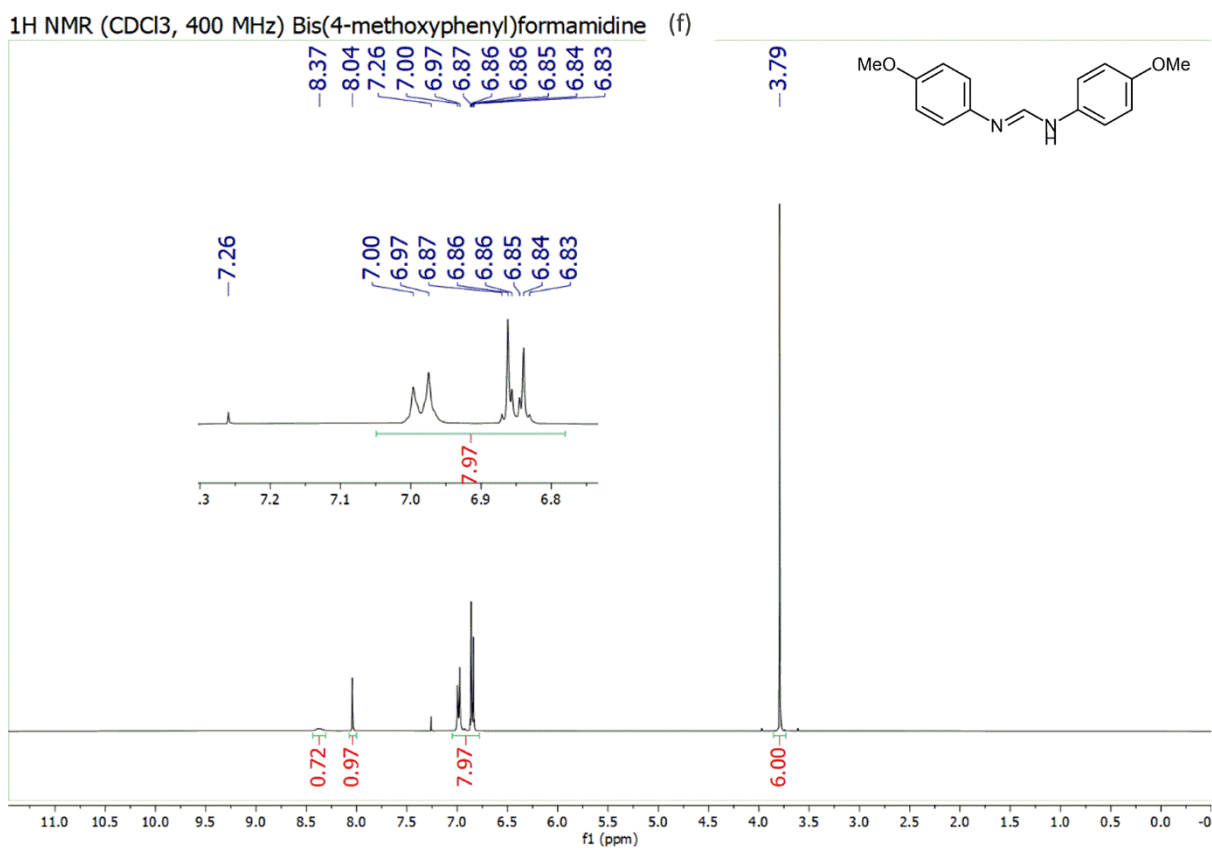 1H NMR (CDCl3, 400 MHz) Bis(4-methoxyphenyl)formamidine (f)
8.37
8.04
7.26
7.00
6.97
6.87
6.86
6.86
6.85
6.84
6.83
3.79
MeO
OMe
N
N
H
7.26
7.00
6.97
6.87
6.86
6.86
6.85
6.84
6.83
7.97
.3 7.2 7.1 7.0 6.9 6.8
0.72
0.97
7.97
6.00
11.0 10.5 10.0 9.5 9.0 8.5 8.0 7.5 7.0 6.5 6.0 5.5 5.0 4.5 4.0 3.5 3.0 2.5 2.0 1.5 1.0 0.5 0.0 -0
f1 (ppm)